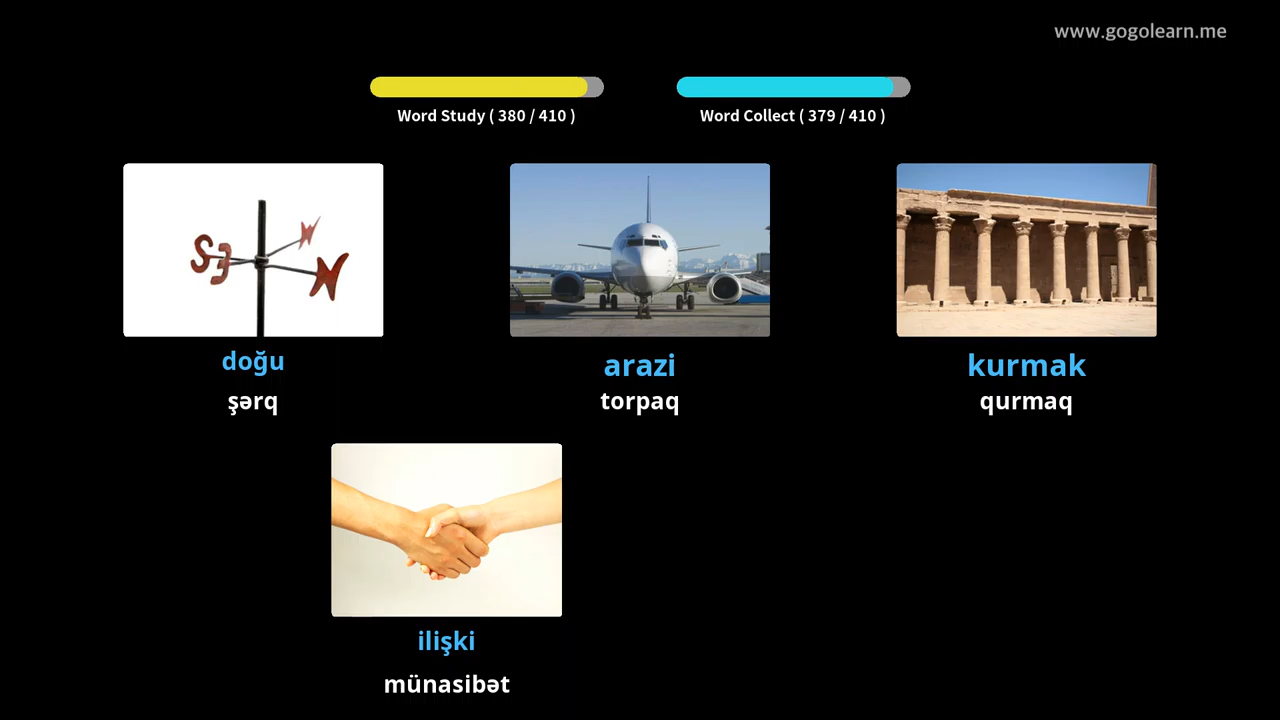 www.gogolearn.me
Word Study ( 380 / 410 )
Word Collect ( 379 / 410 )
doğu
şərq
arazi
torpaq
kurmak
qurmaq
ilişki
münasibət